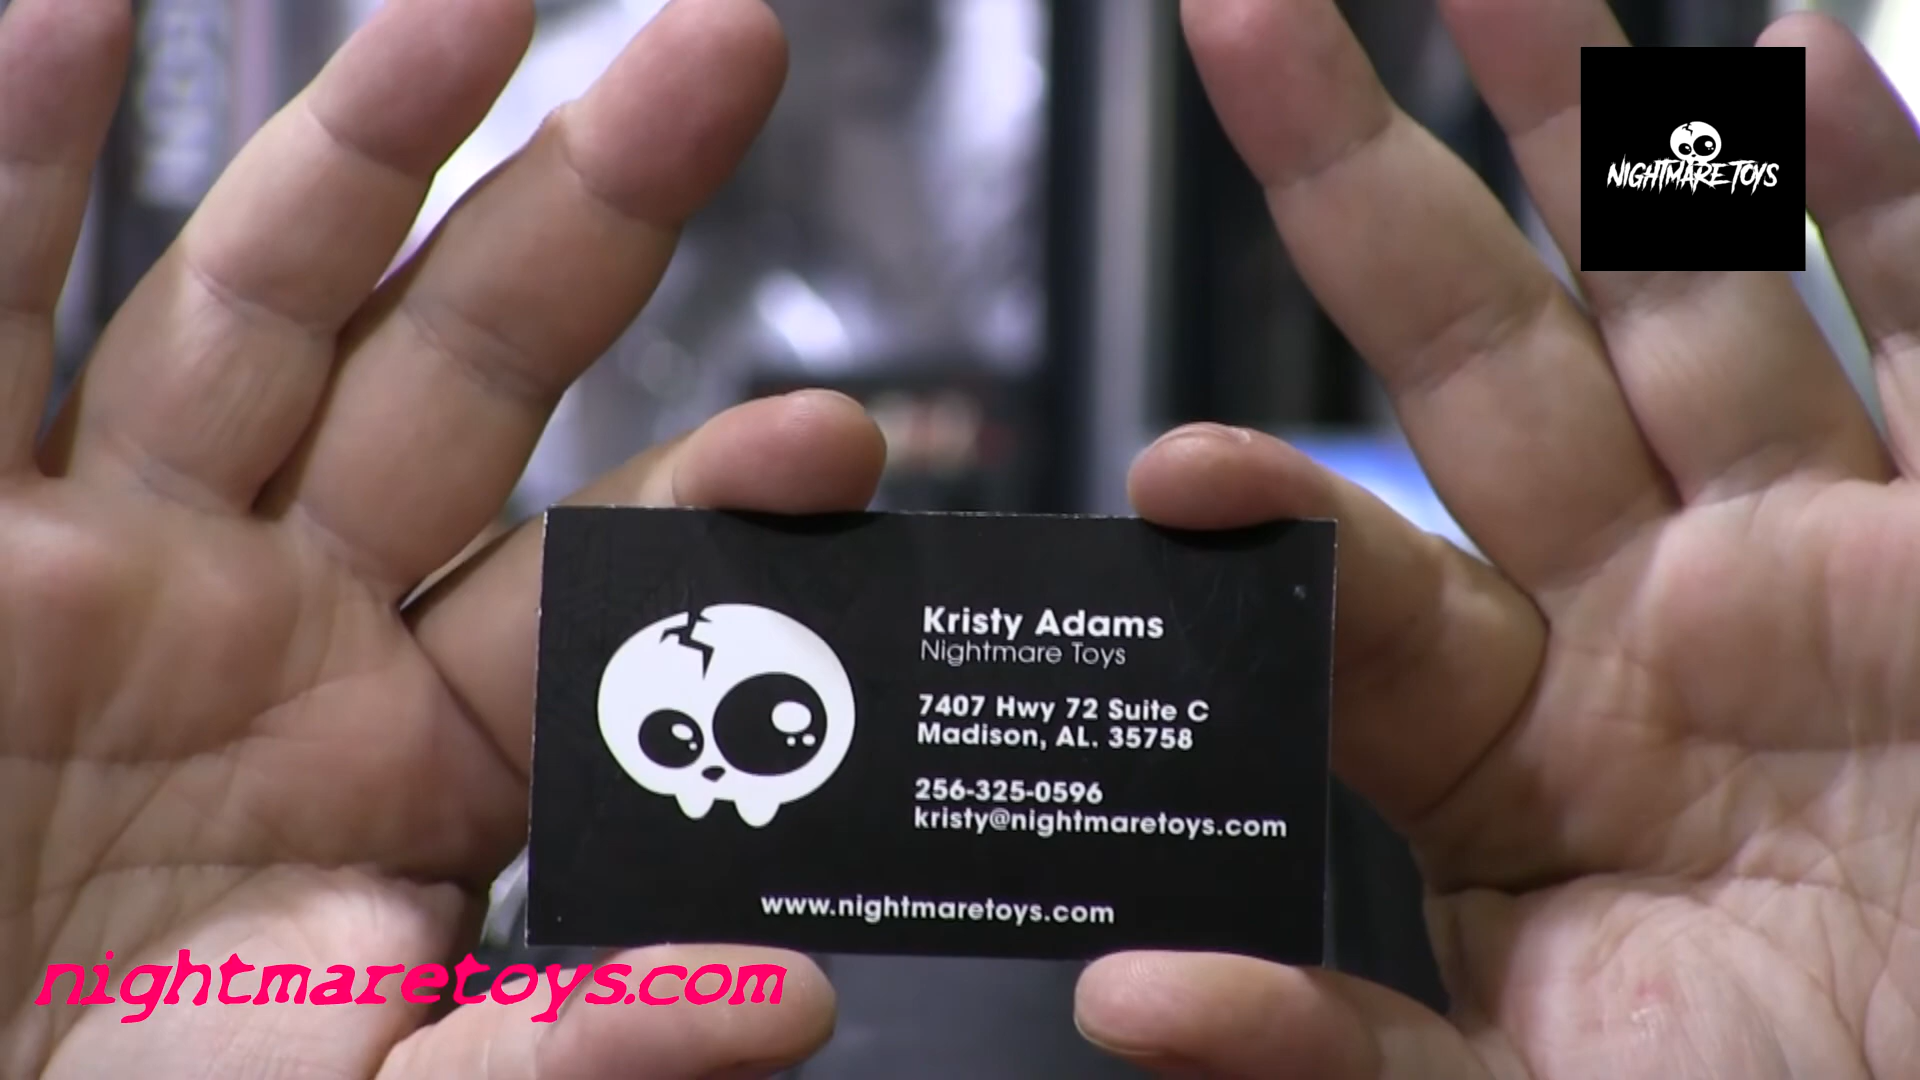 NIGHTMARE TOYS
Kristy Adams
Nightmare Toys
7407 Hwy 72 Suite C
Madison, AL. 35758
256-325-0596
kristy@nightmaretoys.com
www.nightmaretoys.com
nightmaretoys.com